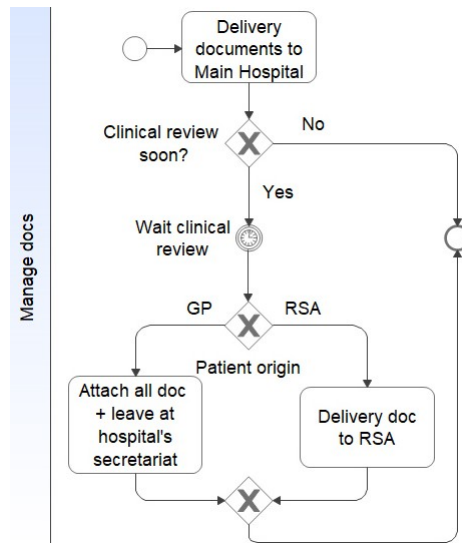 Manage docs
Delivery
documents to
Main Hospital
Clinical review
soon?
No
Yes
Wait clinical
review
GP
RSA
Patient origin
Attach all doc
+ leave at
hospital's
secretariat
Delivery doc
to RSA